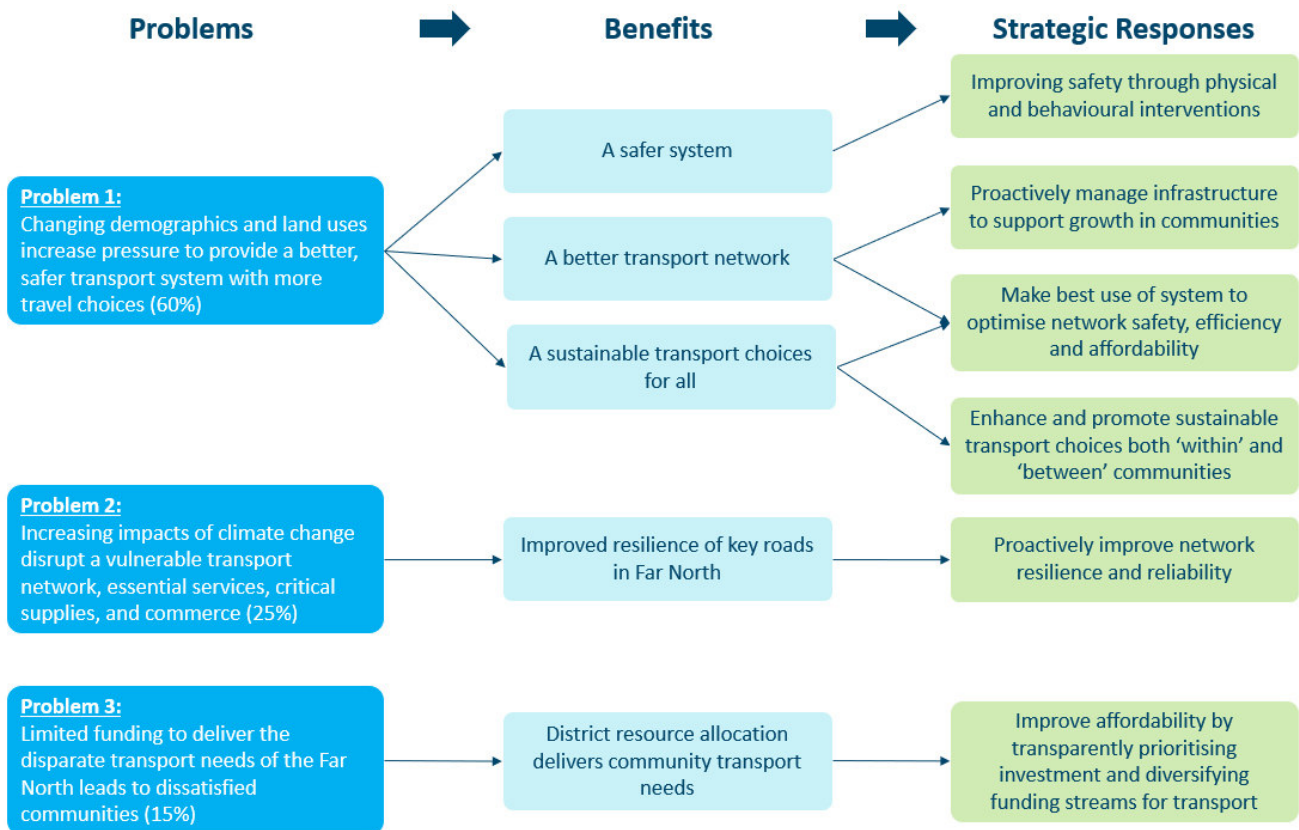 Problems
Benefits
Strategic Responses
Problem 1:
Changing demographics and land uses
increase pressure to provide a better,
safer transport system with more
travel choices (60%)
A safer system
A better transport network
A sustainable transport choices
for all
Improving safety through physical
and behavioural interventions
Proactively manage infrastructure
to support growth in communities
Make best use of system to
optimise network safety, efficiency
and affordability
Enhance and promote sustainable
transport choices both ‘within’ and
‘between’ communities
Problem 2:
Increasing impacts of climate change
disrupt a vulnerable transport
network, essential services, critical
supplies, and commerce (25%)
Improved resilience of key roads
in Far North
Proactively improve network
resilience and reliability
Problem 3:
Limited funding to deliver the
disparate transport needs of the Far
North leads to dissatisfied
communities (15%)
District resource allocation
delivers community transport
needs
Improve affordability by
transparently prioritising
investment and diversifying
funding streams for transport